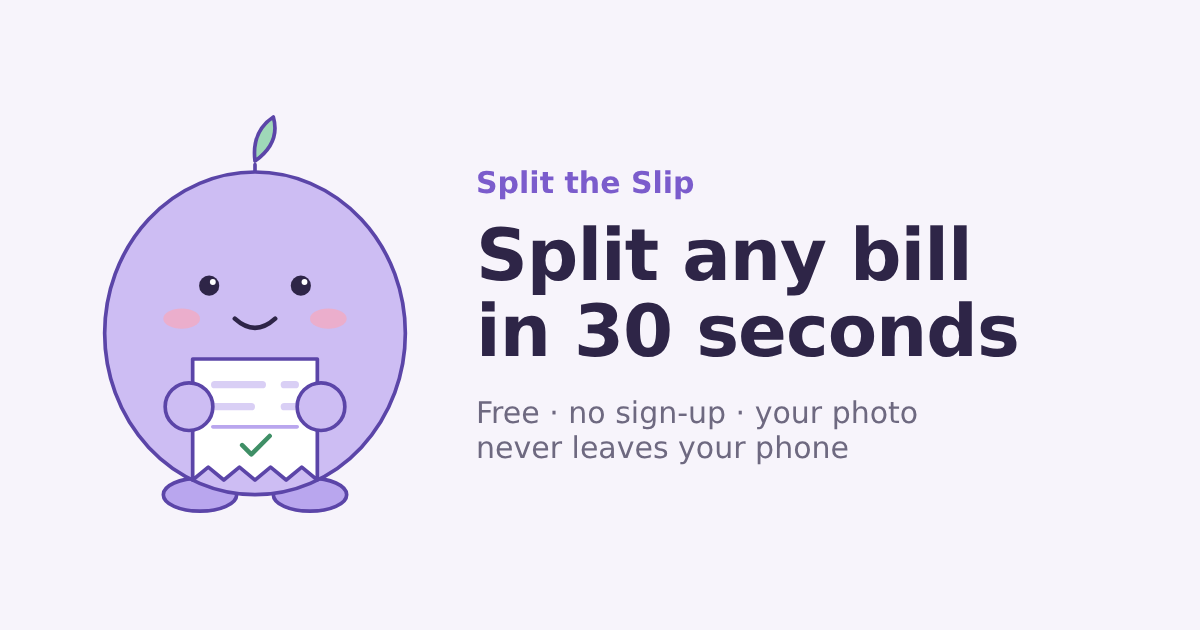 Split the Slip
Split any bill
in 30 seconds
Free · no sign-up · your photo
never leaves your phone